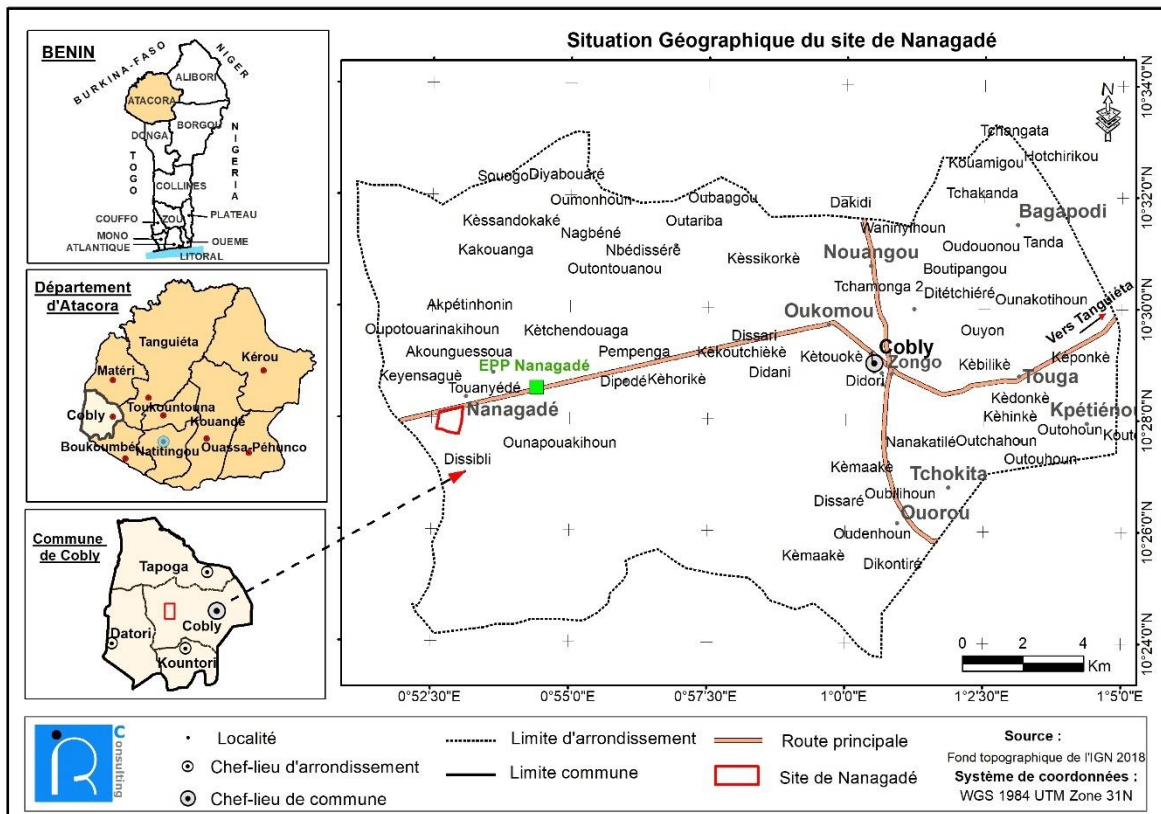 BENIN
BURKINA-FASO
NIGER
ALIBORI
ATACORA
BORGOU
DONGA
TOGO
NIGERIA
COLLINES
COUFFO
ZOU
PLATEAU
MONO
ATLANTIQUE
OUEME
LITORAL
Département
d'Atacora
Tanguiéta
Kérou
Matéri
Cobly
Toukountouna
Kouandé
Boukoumbé
Natitingou
Ouassa-Péhunco
Commune
de Cobly
Tapoga
Datori
Cobly
Kountori
Situation Géographique du site de Nanagadé
N
Tchangata
Hotchirikou
Kouamigou
Souogo
Diyabouaré
Oumonhoun
Oubangou
Dakidi
Tchakanda
Bagapodi
Kèssandokaké
Nagbéné
Outariba
Waninyihoun
Oudouonou
Tanda
Kakouanga
Nbédisséré
Kèssikorkè
Nouangou
Boutipangou
Outontouanou
Tchamonga 2
Ditétchiéré
Ounakotihoun
Akpétinhonin
Oukomou
Vers Tanguiéta
Oupotouarinakihoun
Kètchendouaga
Dissari
Ouyon
Akounguessoua
Pempenga
Kèkoutchièkè
Kètouokè
Cobly
Zongo
Kèbilikè
Kèponkè
EPP Nanagadé
Keyensaguè
Touanyédé
Dipodé
Kèhorikè
Didani
Didori
Touga
Nanagadé
Kèdonkè
Kèhinkè
Kpétiénou
Outohoun
Ounapouakihoun
Nanakatilé
Outchahoun
Dissibli
Kèmaakè
Outouhoun
Tchokita
Dissaré
Oubilihoun
Ouorou
Oudenhoun
Kèmaakè
Dikontiré
0 2 4
Km
10°34'0"N
10°32'0"N
10°30'0"N
10°28'0"N
10°26'0"N
10°24'0"N
0°52'30"E 0°55'0"E 0°57'30"E 1°0'0"E 1°2'30"E 1°5'0"E
iR Consulting
Localité
Chef-lieu d'arrondissement
Chef-lieu de commune
Limite d'arrondissement
Limite commune
Route principale
Site de Nanagadé
Source :
Fond topographique de l'IGN 2018
Système de coordonnées :
WGS 1984 UTM Zone 31N